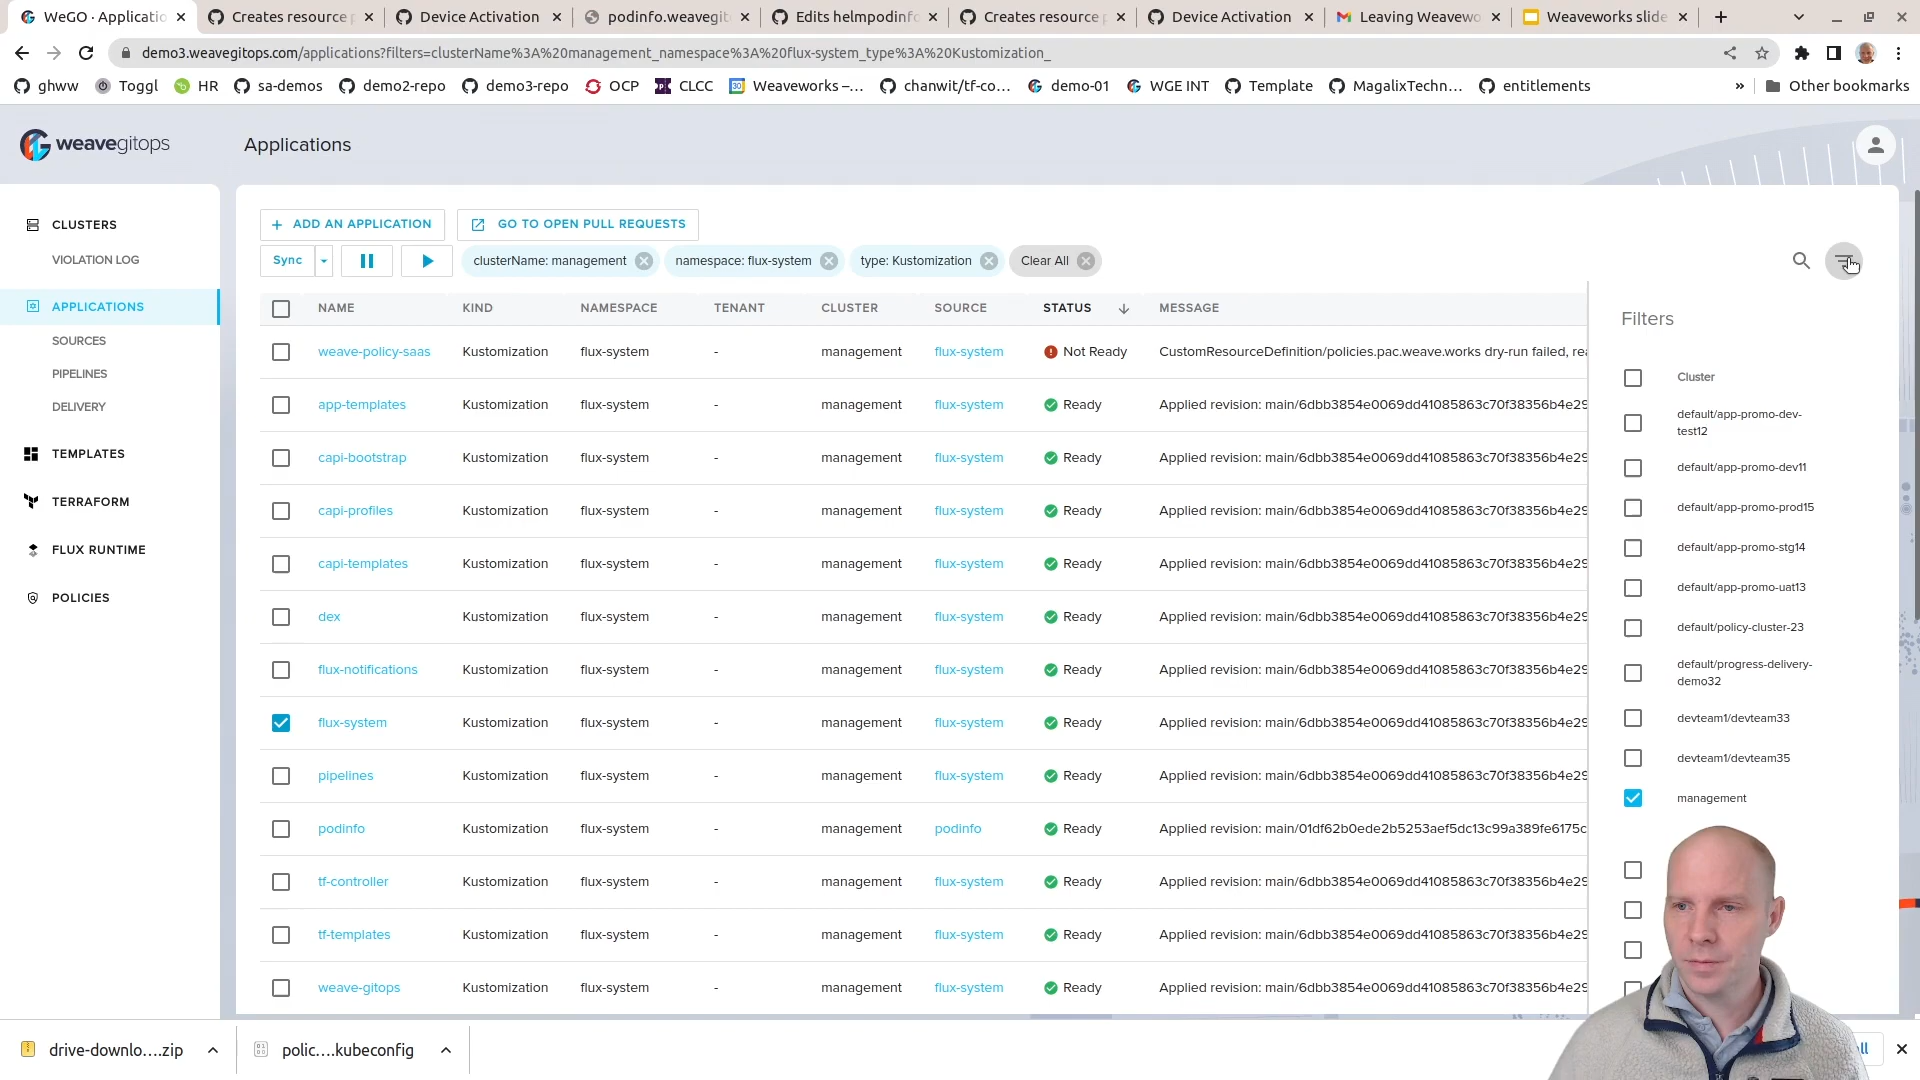 WeGO · Applicatio
Creates resource p
Device Activation
podinfo.weavegit
Edits helmpodinfo
Creates resource p
Device Activation
Leaving Weavewo
Weaveworks slide
demo3.weavegitops.com/applications?filters=clusterName%3A%20management_namespace%3A%20flux-system_type%3A%20Kustomization_
ghww
Toggl
HR
sa-demos
demo2-repo
demo3-repo
OCP
CLCC
Weaveworks –…
chanwit/tf-co…
demo-01
WGE INT
Template
MagalixTechn…
entitlements
»
Other bookmarks
weavegitops
Applications
CLUSTERS
VIOLATION LOG
APPLICATIONS
SOURCES
PIPELINES
DELIVERY
TEMPLATES
TERRAFORM
FLUX RUNTIME
POLICIES
+ ADD AN APPLICATION
GO TO OPEN PULL REQUESTS
Sync
clusterName: management
namespace: flux-system
type: Kustomization
Clear All
NAME KIND NAMESPACE TENANT CLUSTER SOURCE STATUS MESSAGE
weave-policy-saas Kustomization flux-system - management flux-system Not Ready CustomResourceDefinition/policies.pac.weave.works dry-run failed, rea
app-templates Kustomization flux-system - management flux-system Ready Applied revision: main/6dbb3854e0069dd41085863c70f38356b4e29
capi-bootstrap Kustomization flux-system - management flux-system Ready Applied revision: main/6dbb3854e0069dd41085863c70f38356b4e29
capi-profiles Kustomization flux-system - management flux-system Ready Applied revision: main/6dbb3854e0069dd41085863c70f38356b4e29
capi-templates Kustomization flux-system - management flux-system Ready Applied revision: main/6dbb3854e0069dd41085863c70f38356b4e29
dex Kustomization flux-system - management flux-system Ready Applied revision: main/6dbb3854e0069dd41085863c70f38356b4e29
flux-notifications Kustomization flux-system - management flux-system Ready Applied revision: main/6dbb3854e0069dd41085863c70f38356b4e29
flux-system Kustomization flux-system - management flux-system Ready Applied revision: main/6dbb3854e0069dd41085863c70f38356b4e29
pipelines Kustomization flux-system - management flux-system Ready Applied revision: main/6dbb3854e0069dd41085863c70f38356b4e29
podinfo Kustomization flux-system - management podinfo Ready Applied revision: main/01df62b0ede2b5253aef5dc13c99a389fe6175c
tf-controller Kustomization flux-system - management flux-system Ready Applied revision: main/6dbb3854e0069dd41085863c70f38356b4e29
tf-templates Kustomization flux-system - management flux-system Ready Applied revision: main/6dbb3854e0069dd41085863c70f38356b4e29
weave-gitops Kustomization flux-system - management flux-system Ready Applied revision: main/6dbb3854e0069dd41085863c70f38356b4e29
Filters
Cluster
default/app-promo-dev-
test12
default/app-promo-dev11
default/app-promo-prod15
default/app-promo-stg14
default/app-promo-uat13
default/policy-cluster-23
default/progress-delivery-
demo32
devteam1/devteam33
devteam1/devteam35
management
drive-downlo....zip
polic....kubeconfig